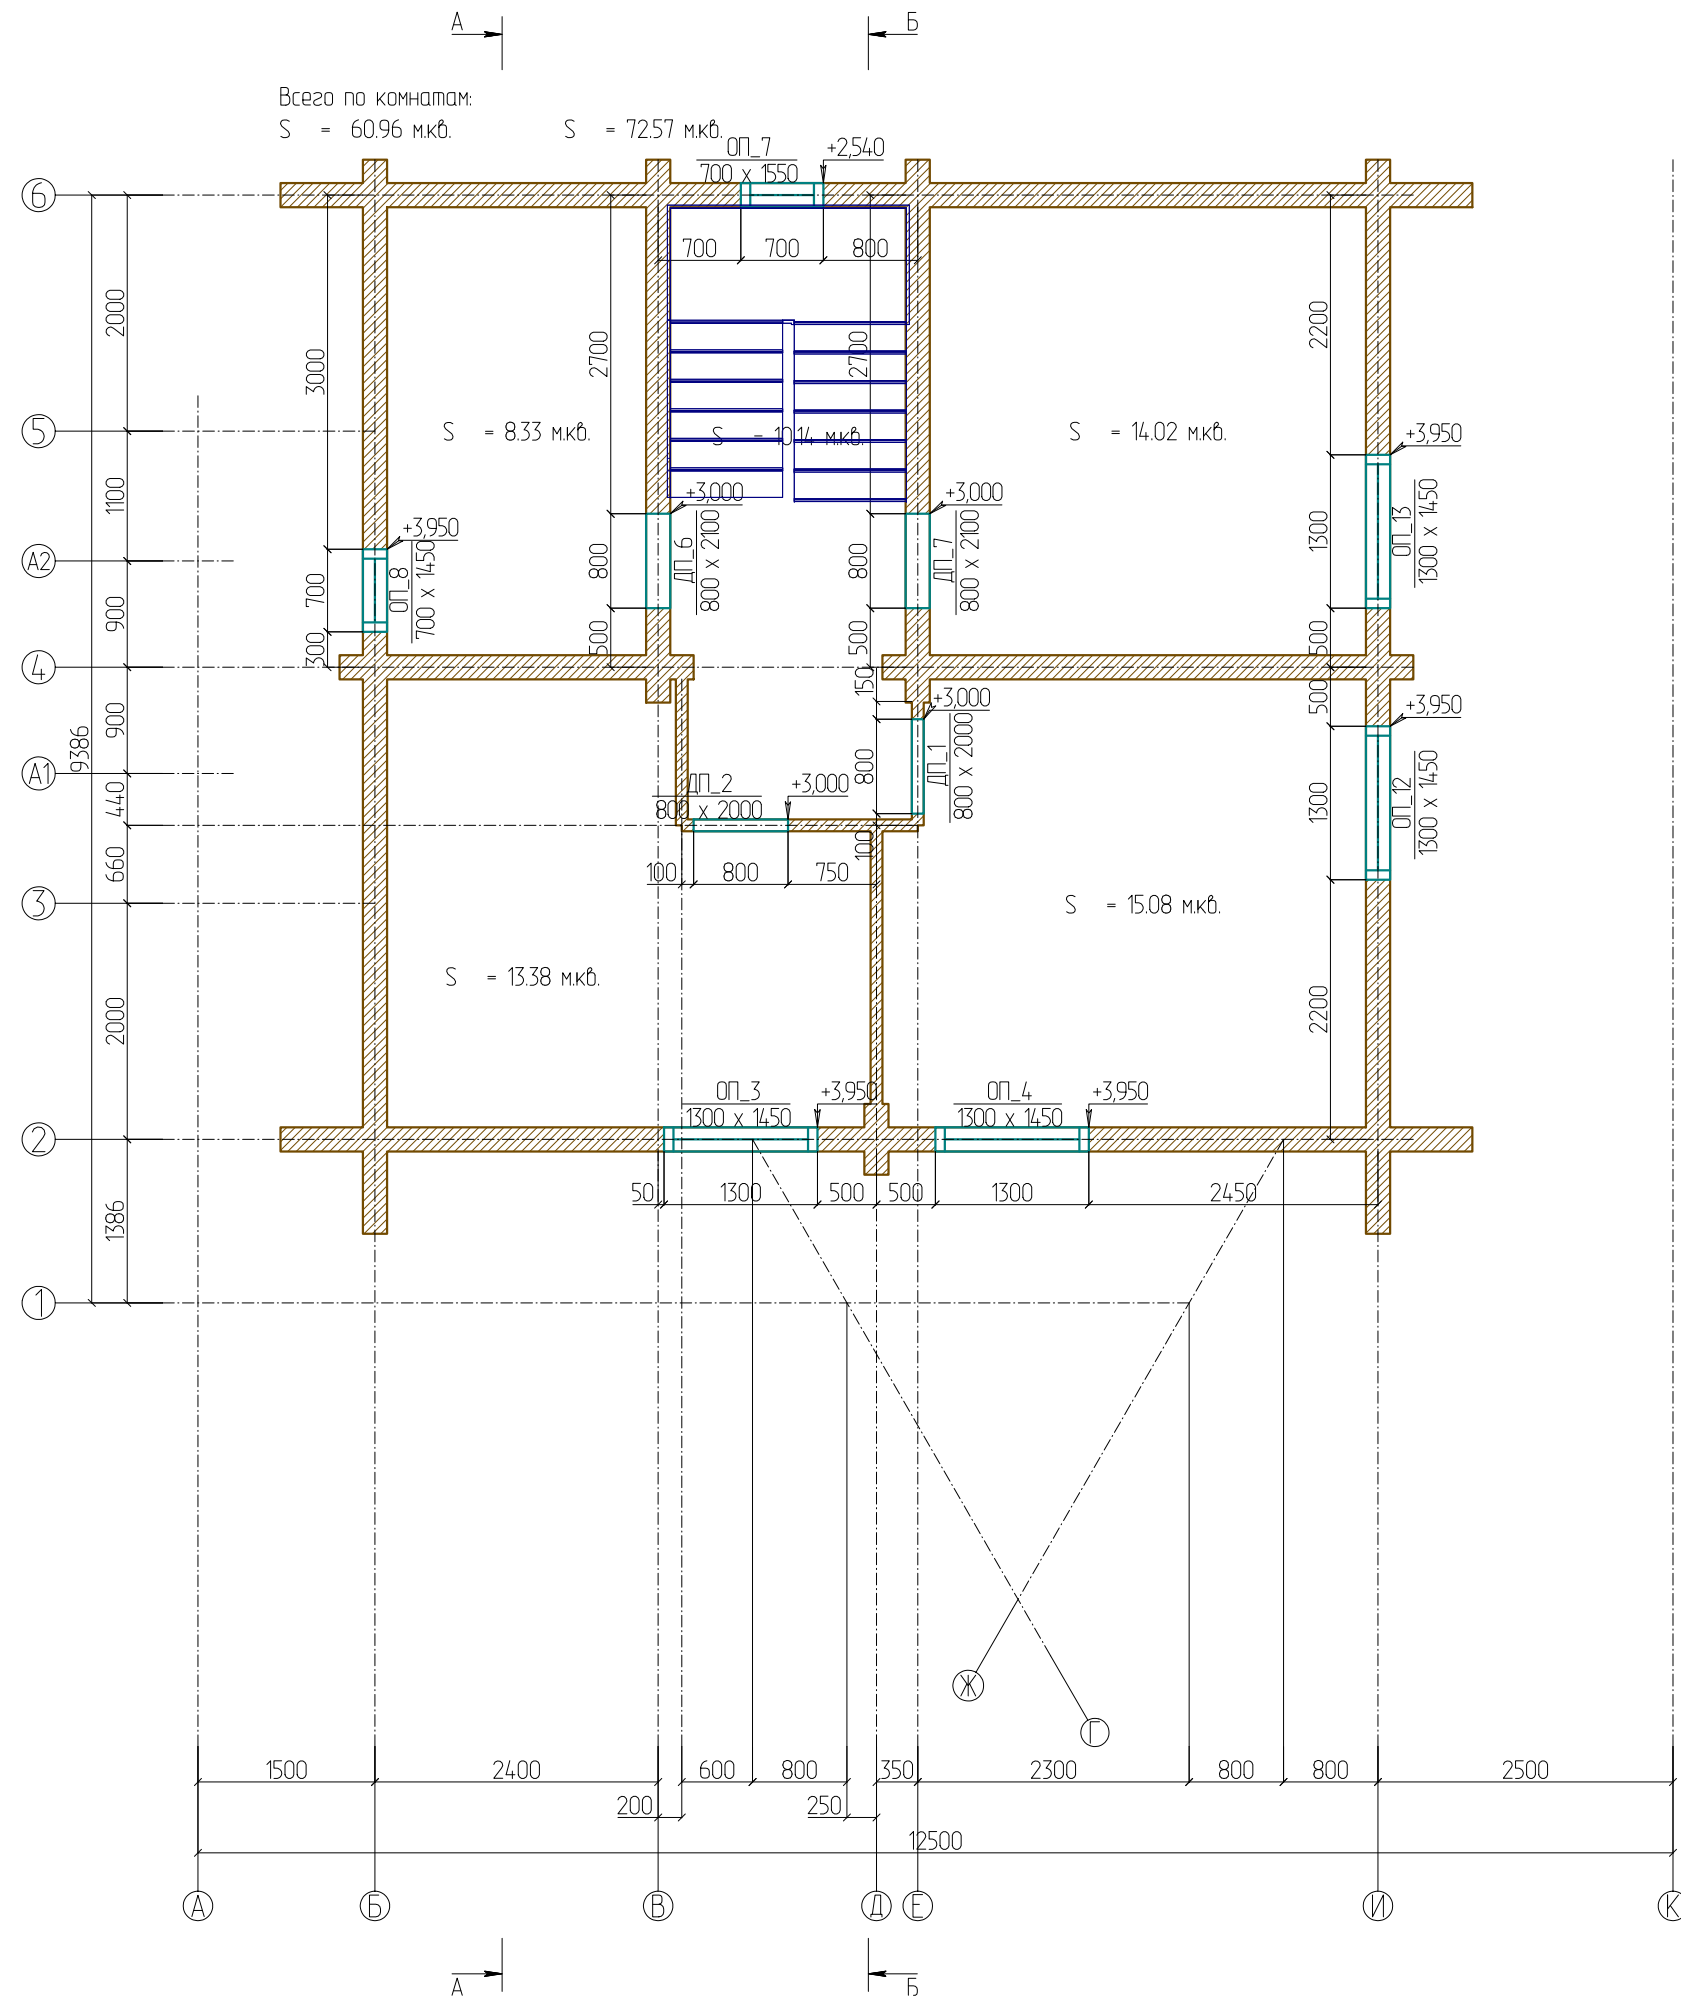 А Б
Всего по комнатам:
S = 60.96 м.кв. S = 72.57 м.кв.
ОП_7
700 x 1550
+2,540
6
700 700 800
2000
3000
2700
2700
2200
5
S = 8.33 м.кв.
S = 10.14 м.кв.
S = 14.02 м.кв.
+3,950
1100
+3,000
+3,000
ДП_6
800 x 2100
ДП_7
800 x 2100
ОП_13
1300 x 1450
1300
+3,950
ОП_8
700 x 1450
А2
700
800
800
900
300
500
500
500
4
150
500
+3,000
+3,950
900
9386
ДП_1
800 x 2000
800
А1
ДП_2
800 x 2000
+3,000
ОП_12
1300 x 1450
1300
440
100
660
100 800 750
3
S = 15.08 м.кв.
S = 13.38 м.кв.
2000
2200
ОП_3
1300 x 1450
+3,950
ОП_4
1300 x 1450
+3,950
2
50 1300 500 500 1300 2450
1386
1
Ж
Г
1500 2400 600 800 350 2300 800 800 2500
200 250
12500
А Б В Д Е И К
А Б